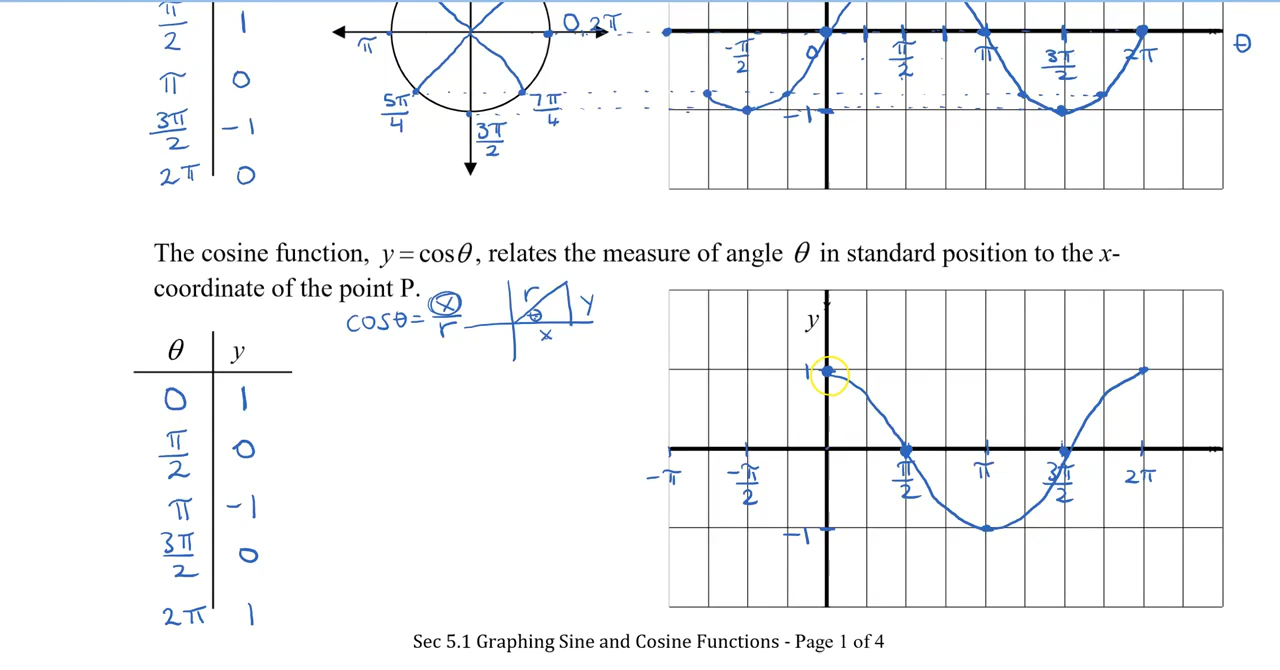 π/2 1
π 0
3π/2 -1
2π 0
π 0,2π
5π/4 7π/4
3π/2
-π/2 0 π/2 π 3π/2 2π θ
-1
The cosine function, y = cosθ, relates the measure of angle θ in standard position to the x-
coordinate of the point P.
cosθ = x/r
r θ y
x
θ y
0 1
π/2 0
π -1
3π/2 0
2π 1
y
1
-π -π/2 π/2 π 3π/2 2π
-1
Sec 5.1 Graphing Sine and Cosine Functions - Page 1 of 4